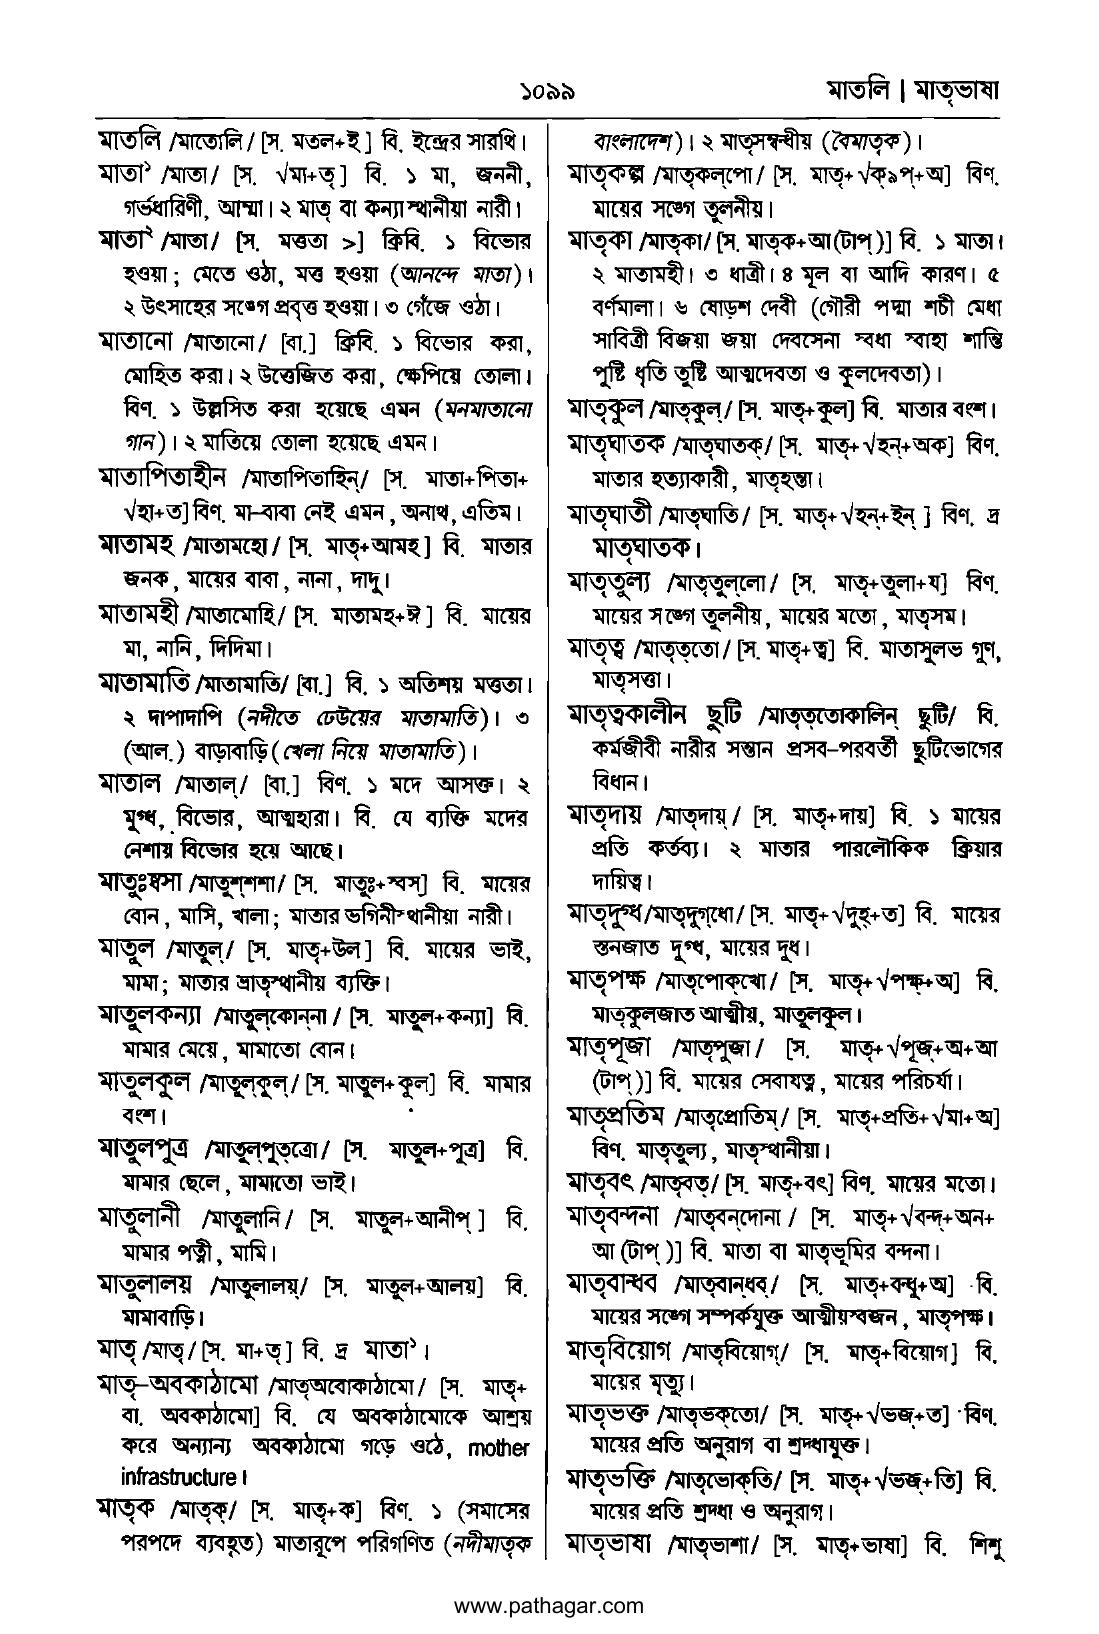 ১০৯৯
মাতলি | মাতৃভাষা
মাতলি /মাতোলি/ [স. মতল+ই] বি. ইন্দ্রের সারথি।
মাতা১ /মাতা/ [স. √মা+তৃ] বি. ১ মা, জননী,
গর্ভধারিণী, আম্মা। ২ মাতৃ বা কন্যাস্থানীয়া নারী।
মাতা২ /মাতা/ [স. মত্ততা >] ক্রিবি. ১ বিভোর
হওয়া; মেতে ওঠা, মত্ত হওয়া (আনন্দে মাতা)।
২ উৎসাহের সঙ্গে প্রবৃত্ত হওয়া। ৩ গেঁজে ওঠা।
মাতানো /মাতানো/ [বা.] ক্রিবি. ১ বিভোর করা,
মোহিত করা। ২ উত্তেজিত করা, ক্ষেপিয়ে তোলা।
বিণ. ১ উল্লসিত করা হয়েছে এমন (মনমাতানো
গান)। ২ মাতিয়ে তোলা হয়েছে এমন।
মাতাপিতাহীন /মাতাপিতাহিন্/ [স. মাতা+পিতা+
√হা+ত] বিণ. মা-বাবা নেই এমন, অনাথ, এতিম।
মাতামহ /মাতামহো/ [স. মাতৃ+আমহ] বি. মাতার
জনক, মায়ের বাবা, নানা, দাদু।
মাতামহী /মাতামোহি/ [স. মাতামহ+ঈ] বি. মায়ের
মা, নানি, দিদিমা।
মাতামাতি /মাতামাতি/ [বা.] বি. ১ অতিশয় মত্ততা।
২ দাপাদাপি (নদীতে ঢেউয়ের মাতামাতি)। ৩
(আল.) বাড়াবাড়ি (খেলা নিয়ে মাতামাতি)।
মাতাল /মাতাল্/ [বা.] বিণ. ১ মদে আসক্ত। ২
মুগ্ধ, বিভোর, আত্মহারা। বি. যে ব্যক্তি মদের
নেশায় বিভোর হয়ে আছে।
মাতুঃষ্বসা /মাতুশ্‌শশা/ [স. মাতুঃ+স্বস্] বি. মায়ের
বোন, মাসি, খালা; মাতার ভগিনীস্থানীয়া নারী।
মাতুল /মাতুল্/ [স. মাতৃ+উল] বি. মায়ের ভাই,
মামা; মাতার ভ্রাতৃস্থানীয় ব্যক্তি।
মাতুলকন্যা /মাতুল্‌কোন্‌না/ [স. মাতুল+কন্যা] বি.
মামার মেয়ে, মামাতো বোন।
মাতুলকুল /মাতুল্‌কুল্/ [স. মাতুল+কুল] বি. মামার
বংশ।
মাতুলপুত্র /মাতুল্‌পুত্‌ত্রো/ [স. মাতুল+পুত্র] বি.
মামার ছেলে, মামাতো ভাই।
মাতুলানী /মাতুলানি/ [স. মাতুল+আনীপ্] বি.
মামার পত্নী, মামি।
মাতুলালয় /মাতুলালয়্/ [স. মাতুল+আলয়] বি.
মামাবাড়ি।
মাতৃ /মাতৃ/ [স. মা+তৃ] বি. দ্র মাতা১।
মাতৃ-অবকাঠামো /মাতৃঅবোকাঠামো/ [স. মাতৃ+
বা. অবকাঠামো] বি. যে অবকাঠামোকে আশ্রয়
করে অন্যান্য অবকাঠামো গড়ে ওঠে, mother
infrastructure।
মাতৃক /মাতৃক্/ [স. মাতৃ+ক] বিণ. ১ (সমাসের
পরপদে ব্যবহৃত) মাতারূপে পরিগণিত (নদীমাতৃক
বাংলাদেশ)। ২ মাতৃসম্বন্ধীয় (বৈমাতৃক)।
মাতৃকল্প /মাতৃকল্‌পো/ [স. মাতৃ+√ক্৯প্+অ] বিণ.
মায়ের সঙ্গে তুলনীয়।
মাতৃকা /মাতৃকা/ [স. মাতৃক+আ(টাপ্)] বি. ১ মাতা।
২ মাতামহী। ৩ ধাত্রী। ৪ মূল বা আদি কারণ। ৫
বর্ণমালা। ৬ ষোড়শ দেবী (গৌরী পদ্মা শচী মেধা
সাবিত্রী বিজয়া জয়া দেবসেনা স্বধা স্বাহা শান্তি
পুষ্টি ধৃতি তুষ্টি আত্মদেবতা ও কুলদেবতা)।
মাতৃকুল /মাতৃকুল্/ [স. মাতৃ+কুল] বি. মাতার বংশ।
মাতৃঘাতক /মাতৃঘাতক্/ [স. মাতৃ+√হন্+অক] বিণ.
মাতার হত্যাকারী, মাতৃহন্তা।
মাতৃঘাতী /মাতৃঘাতি/ [স. মাতৃ+√হন্+ইন্] বিণ. দ্র
মাতৃঘাতক।
মাতৃতুল্য /মাতৃতুল্‌লো/ [স. মাতৃ+তুলা+য] বিণ.
মায়ের সঙ্গে তুলনীয়, মায়ের মতো, মাতৃসম।
মাতৃত্ব /মাতৃত্‌তো/ [স. মাতৃ+ত্ব] বি. মাতাসুলভ গুণ,
মাতৃসত্তা।
মাতৃত্বকালীন ছুটি /মাতৃত্‌তোকালিন্ ছুটি/ বি.
কর্মজীবী নারীর সন্তান প্রসব-পরবর্তী ছুটিভোগের
বিধান।
মাতৃদায় /মাতৃদায়্/ [স. মাতৃ+দায়] বি. ১ মায়ের
প্রতি কর্তব্য। ২ মাতার পারলৌকিক ক্রিয়ার
দায়িত্ব।
মাতৃদুগ্ধ /মাতৃদুগ্‌ধো/ [স. মাতৃ+√দুহ্+ত] বি. মায়ের
স্তনজাত দুগ্ধ, মায়ের দুধ।
মাতৃপক্ষ /মাতৃপোক্‌খো/ [স. মাতৃ+√পক্ষ্+অ] বি.
মাতৃকুলজাত আত্মীয়, মাতুলকুল।
মাতৃপূজা /মাতৃপুজা/ [স. মাতৃ+√পূজ্+অ+আ
(টাপ্)] বি. মায়ের সেবাযত্ন, মায়ের পরিচর্যা।
মাতৃপ্রতিম /মাতৃপ্রোতিম্/ [স. মাতৃ+প্রতি+√মা+অ]
বিণ. মাতৃতুল্য, মাতৃস্থানীয়া।
মাতৃবৎ /মাতৃবত্/ [স. মাতৃ+বৎ] বিণ. মায়ের মতো।
মাতৃবন্দনা /মাতৃবন্‌দোনা/ [স. মাতৃ+√বন্দ্+অন+
আ (টাপ্)] বি. মাতা বা মাতৃভূমির বন্দনা।
মাতৃবান্ধব /মাতৃবান্‌ধব্/ [স. মাতৃ+বন্ধু+অ] বি.
মায়ের সঙ্গে সম্পর্কযুক্ত আত্মীয়স্বজন, মাতৃপক্ষ।
মাতৃবিয়োগ /মাতৃবিয়োগ্/ [স. মাতৃ+বিয়োগ] বি.
মায়ের মৃত্যু।
মাতৃভক্ত /মাতৃভক্‌তো/ [স. মাতৃ+√ভজ্+ত] বিণ.
মায়ের প্রতি অনুরাগ বা শ্রদ্ধাযুক্ত।
মাতৃভক্তি /মাতৃভোক্‌তি/ [স. মাতৃ+√ভজ্+তি] বি.
মায়ের প্রতি শ্রদ্ধা ও অনুরাগ।
মাতৃভাষা /মাতৃভাশা/ [স. মাতৃ+ভাষা] বি. শিশু
www.pathagar.com